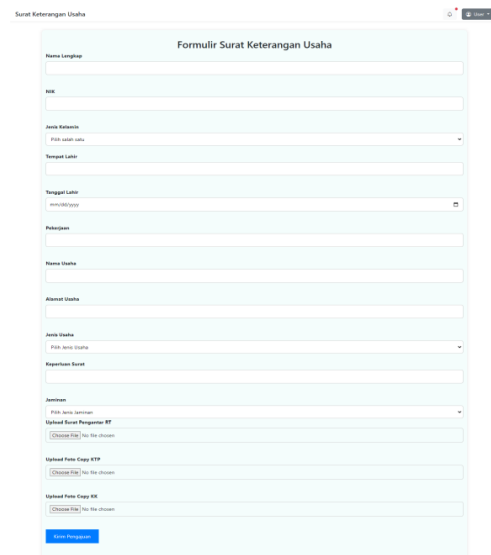 Surat Keterangan Usaha
User
Formulir Surat Keterangan Usaha
Nama Lengkap
NIK
Jenis Kelamin
Pilih salah satu
Tempat Lahir
Tanggal Lahir
mm/dd/yyyy
Pekerjaan
Nama Usaha
Alamat Usaha
Jenis Usaha
Pilih Jenis Usaha
Keperluan Surat
Jaminan
Pilih Jenis Jaminan
Upload Surat Pengantar RT
Choose File No file chosen
Upload Foto Copy KTP
Choose File No file chosen
Upload Foto Copy KK
Choose File No file chosen
Kirim Pengajuan